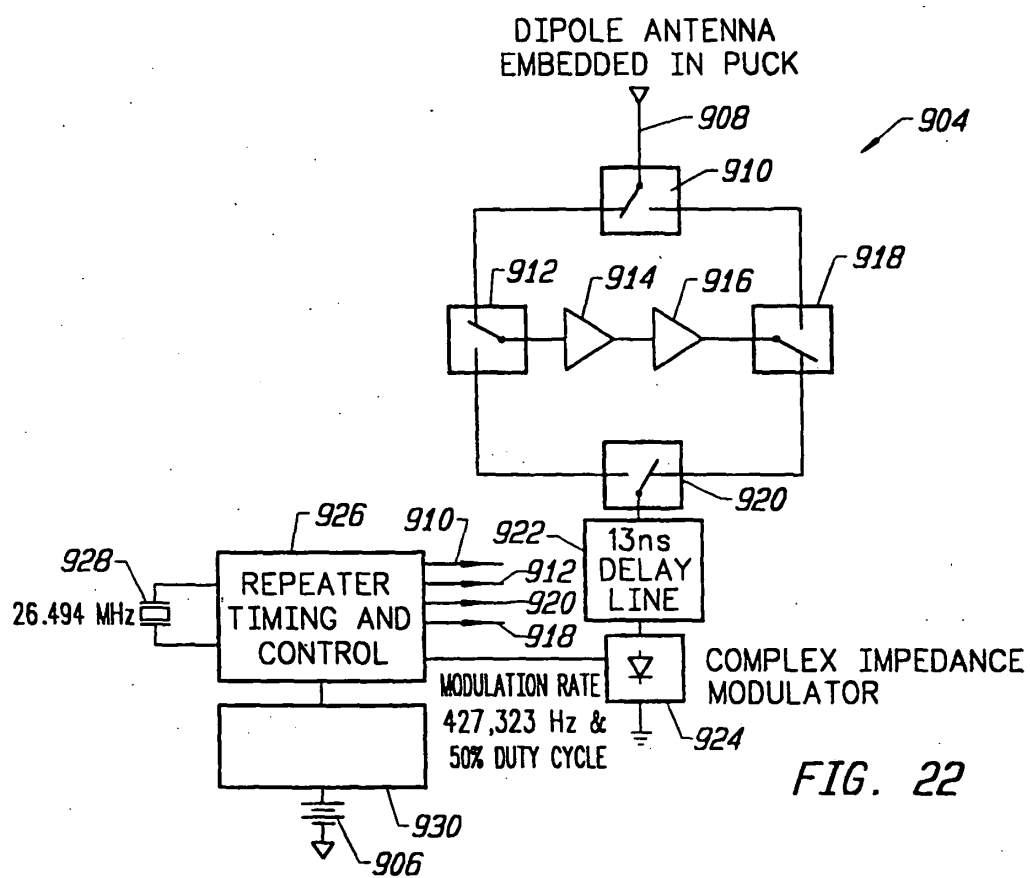 DIPOLE ANTENNA
EMBEDDED IN PUCK
908
904
910
912
914
916
918
920
922
13ns
DELAY
LINE
926
910
912
920
918
928
26.494 MHz
REPEATER
TIMING AND
CONTROL
MODULATION RATE
427,323 Hz &
50% DUTY CYCLE
COMPLEX IMPEDANCE
MODULATOR
924
930
906
FIG. 22